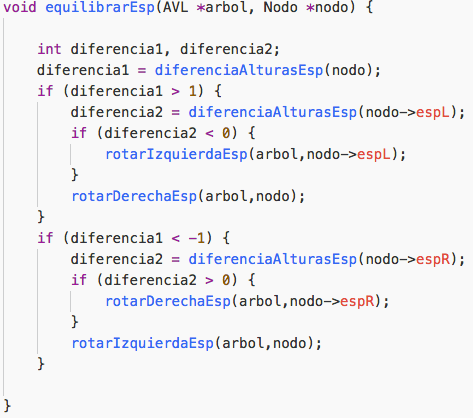 void equilibrarEsp(AVL *arbol, Nodo *nodo) {
int diferencia1, diferencia2;
diferencia1 = diferenciaAlturasEsp(nodo);
if (diferencia1 > 1) {
diferencia2 = diferenciaAlturasEsp(nodo->espL);
if (diferencia2 < 0) {
rotarIzquierdaEsp(arbol,nodo->espL);
}
rotarDerechaEsp(arbol,nodo);
}
if (diferencia1 < -1) {
diferencia2 = diferenciaAlturasEsp(nodo->espR);
if (diferencia2 > 0) {
rotarDerechaEsp(arbol,nodo->espR);
}
rotarIzquierdaEsp(arbol,nodo);
}
}